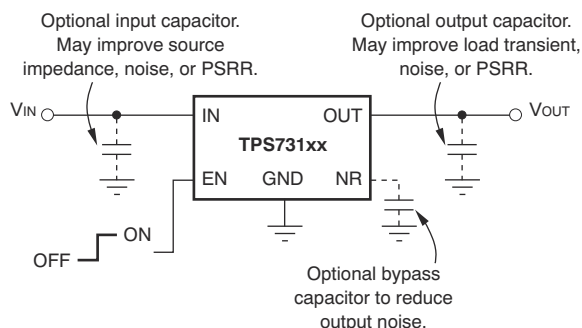 Optional input capacitor.
May improve source
impedance, noise, or PSRR.
Optional output capacitor.
May improve load transient,
noise, or PSRR.
VIN
IN
OUT
VOUT
TPS731xx
EN
GND
NR
ON
OFF
Optional bypass
capacitor to reduce
output noise.